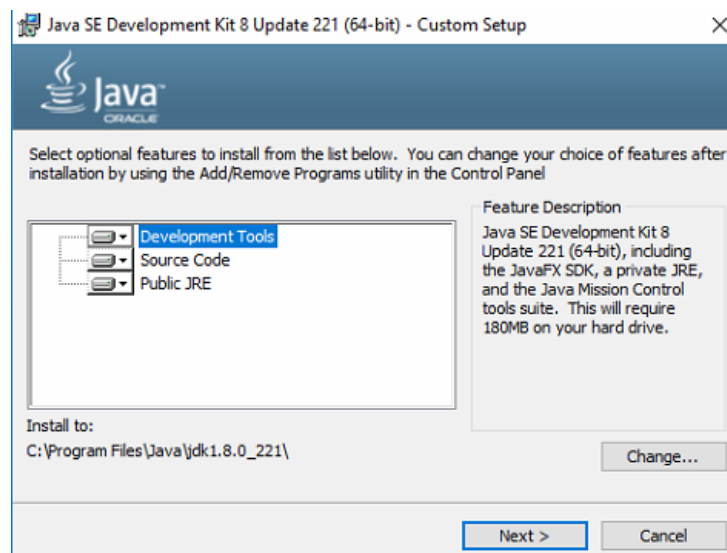 Java SE Development Kit 8 Update 221 (64-bit) - Custom Setup
Java
ORACLE
Select optional features to install from the list below. You can change your choice of features after
installation by using the Add/Remove Programs utility in the Control Panel
Development Tools
Source Code
Public JRE
Feature Description
Java SE Development Kit 8
Update 221 (64-bit), including
the JavaFX SDK, a private JRE,
and the Java Mission Control
tools suite. This will require
180MB on your hard drive.
Install to:
C:\Program Files\Java\jdk1.8.0_221\
Change...
Next >
Cancel